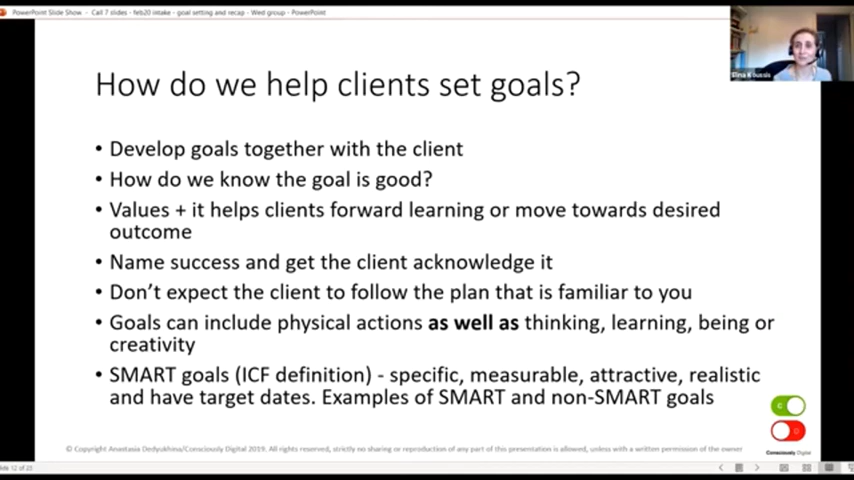 PowerPoint Slide Show - Call 7 slides - feb20 intake - goal setting and recap - Wed group - PowerPoint
How do we help clients set goals?
• Develop goals together with the client
• How do we know the goal is good?
• Values + it helps clients forward learning or move towards desired
outcome
• Name success and get the client acknowledge it
• Don't expect the client to follow the plan that is familiar to you
• Goals can include physical actions as well as thinking, learning, being or
creativity
• SMART goals (ICF definition) - specific, measurable, attractive, realistic
and have target dates. Examples of SMART and non-SMART goals
Consciously Digital
© Copyright Anastasia Dedyukhina/Consciously Digital 2019. All rights reserved, strictly no sharing or reproduction of any part of this presentation is allowed, unless with a written permission of the owner